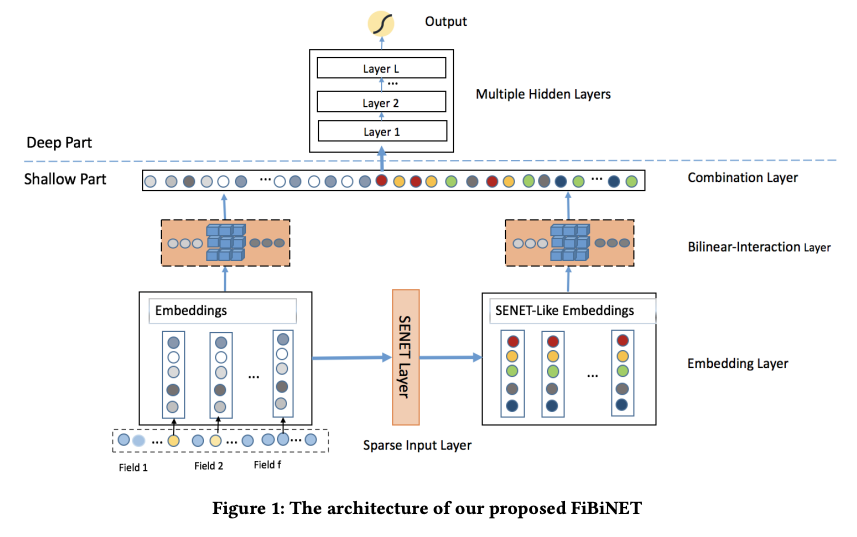 Output
Layer L
...
Layer 2
Layer 1
Multiple Hidden Layers
Deep Part
Shallow Part
...
...
Combination Layer
Bilinear-Interaction Layer
Embeddings
...
SENET Layer
SENET-Like Embeddings
...
Embedding Layer
... ... ...
Sparse Input Layer
Field 1
Field 2
Field f
Figure 1: The architecture of our proposed FiBiNET